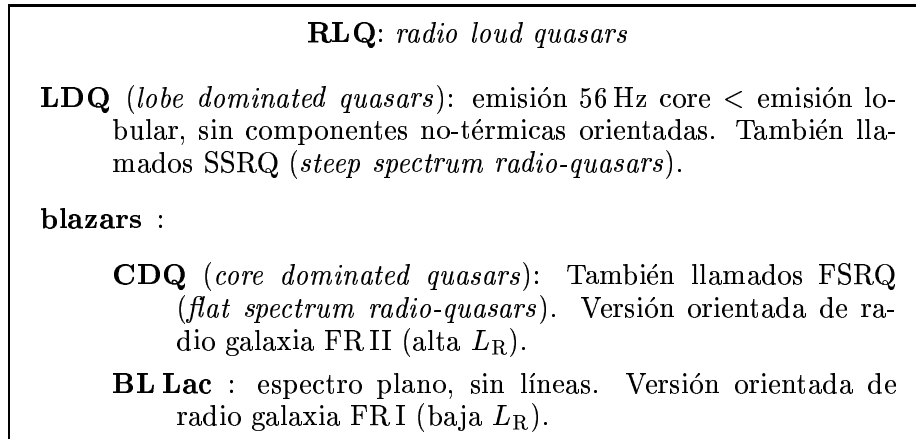 RLQ: radio loud quasars
LDQ (lobe dominated quasars): emisión 56 Hz core < emisión lo-
bular, sin componentes no-térmicas orientadas. También lla-
mados SSRQ (steep spectrum radio-quasars).
blazars :
CDQ (core dominated quasars): También llamados FSRQ
(flat spectrum radio-quasars). Versión orientada de ra-
dio galaxia FR II (alta L_R).
BL Lac : espectro plano, sin líneas. Versión orientada de
radio galaxia FR I (baja L_R).